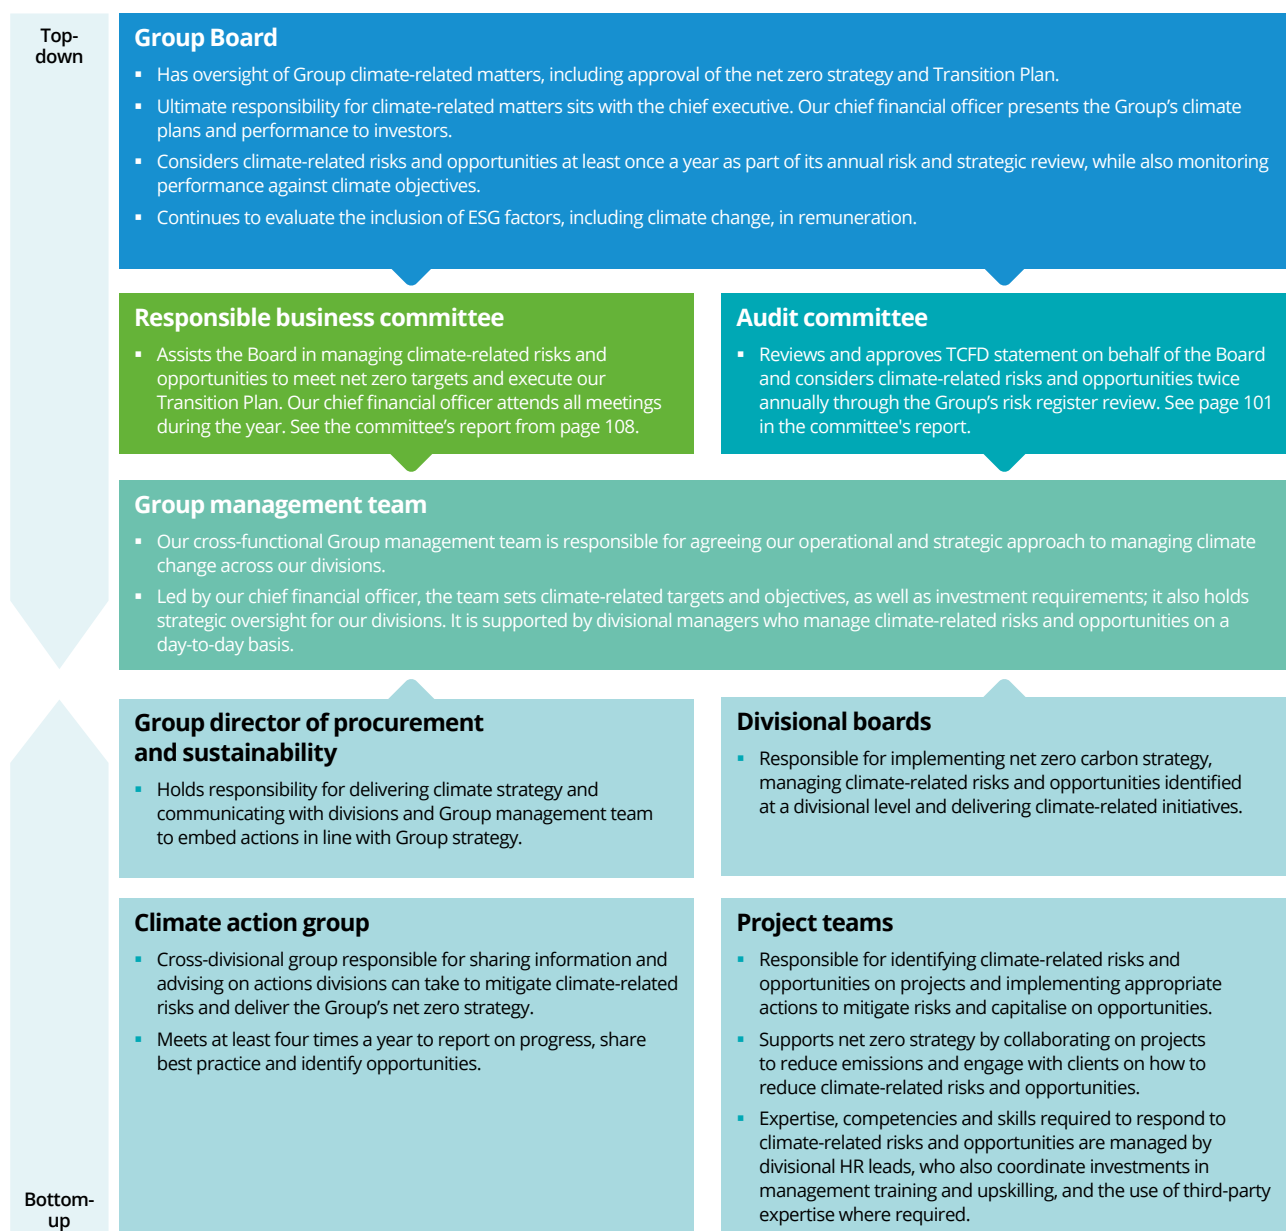 Top-
down
Group Board
▪ Has oversight of Group climate-related matters, including approval of the net zero strategy and Transition Plan.
▪ Ultimate responsibility for climate-related matters sits with the chief executive. Our chief financial officer presents the Group’s climate
plans and performance to investors.
▪ Considers climate-related risks and opportunities at least once a year as part of its annual risk and strategic review, while also monitoring
performance against climate objectives.
▪ Continues to evaluate the inclusion of ESG factors, including climate change, in remuneration.
Responsible business committee
▪ Assists the Board in managing climate-related risks and
opportunities to meet net zero targets and execute our
Transition Plan. Our chief financial officer attends all meetings
during the year. See the committee’s report from page 108.
Audit committee
▪ Reviews and approves TCFD statement on behalf of the Board
and considers climate-related risks and opportunities twice
annually through the Group’s risk register review. See page 101
in the committee's report.
Group management team
▪ Our cross-functional Group management team is responsible for agreeing our operational and strategic approach to managing climate
change across our divisions.
▪ Led by our chief financial officer, the team sets climate-related targets and objectives, as well as investment requirements; it also holds
strategic oversight for our divisions. It is supported by divisional managers who manage climate-related risks and opportunities on a
day-to-day basis.
Group director of procurement
and sustainability
▪ Holds responsibility for delivering climate strategy and
communicating with divisions and Group management team
to embed actions in line with Group strategy.
Divisional boards
▪ Responsible for implementing net zero carbon strategy,
managing climate-related risks and opportunities identified
at a divisional level and delivering climate-related initiatives.
Climate action group
▪ Cross-divisional group responsible for sharing information and
advising on actions divisions can take to mitigate climate-related
risks and deliver the Group’s net zero strategy.
▪ Meets at least four times a year to report on progress, share
best practice and identify opportunities.
Project teams
▪ Responsible for identifying climate-related risks and
opportunities on projects and implementing appropriate
actions to mitigate risks and capitalise on opportunities.
▪ Supports net zero strategy by collaborating on projects
to reduce emissions and engage with clients on how to
reduce climate-related risks and opportunities.
▪ Expertise, competencies and skills required to respond to
climate-related risks and opportunities are managed by
divisional HR leads, who also coordinate investments in
management training and upskilling, and the use of third-party
expertise where required.
Bottom-
up